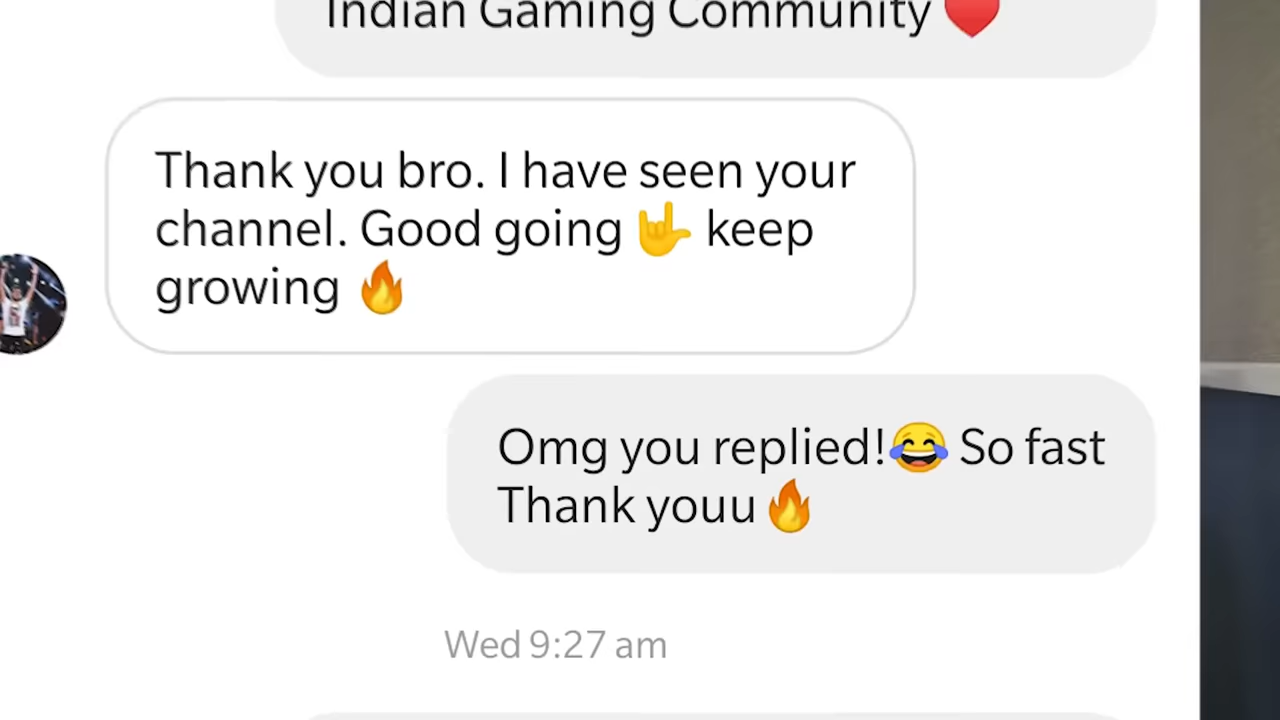 Indian Gaming Community ♥️
Thank you bro. I have seen your
channel. Good going 🤟 keep
growing 🔥
Omg you replied!😂 So fast
Thank youu 🔥
Wed 9:27 am